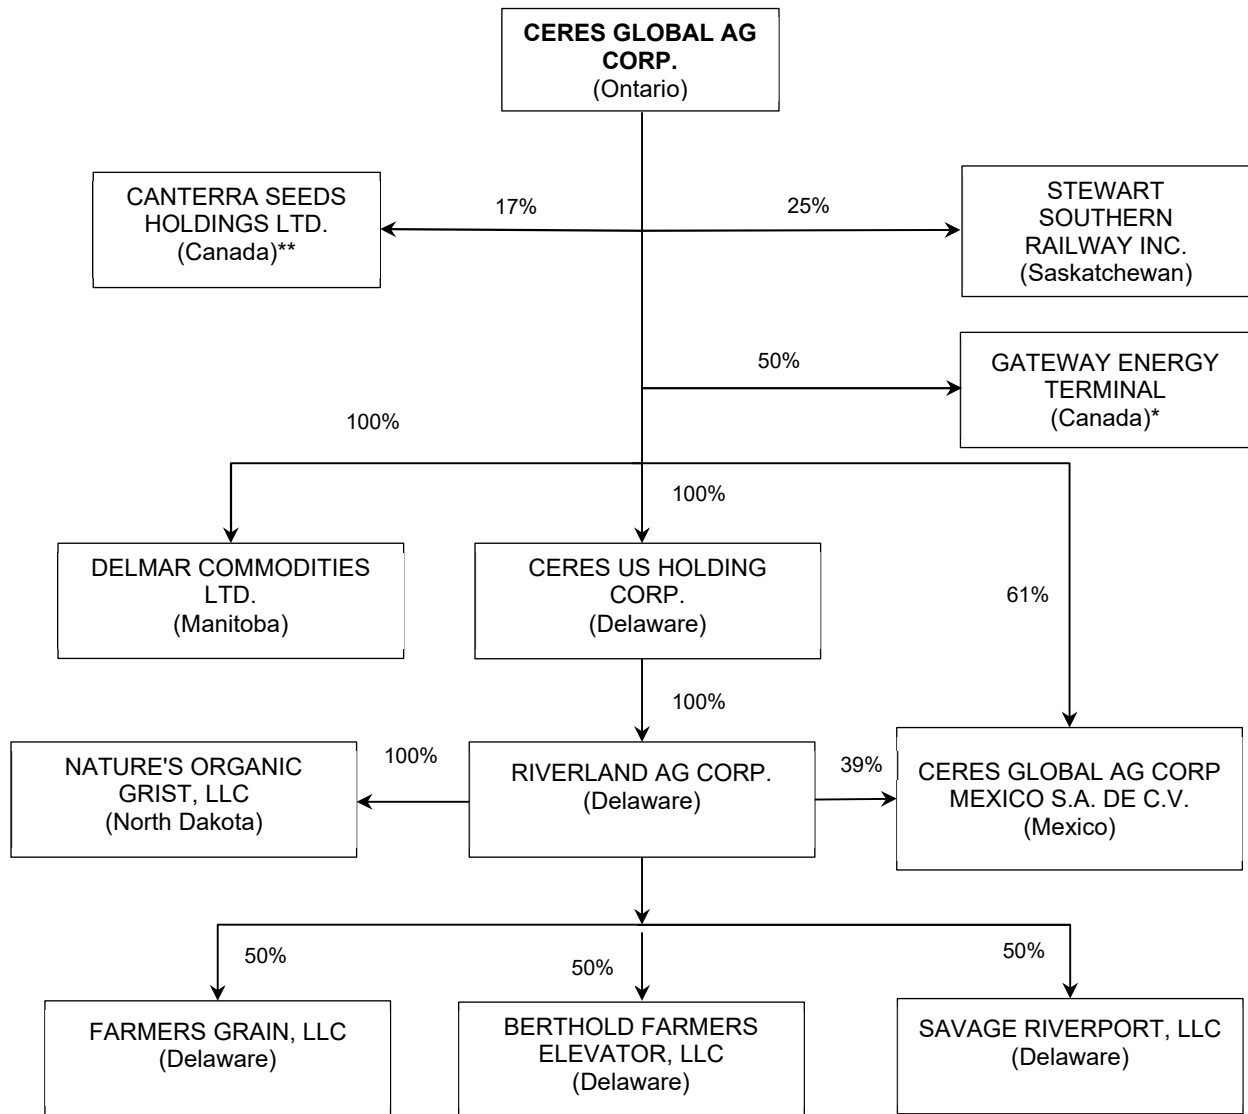 CERES GLOBAL AG
CORP.
(Ontario)
CANTERRA SEEDS
HOLDINGS LTD.
(Canada)**
17%
25%
STEWART
SOUTHERN
RAILWAY INC.
(Saskatchewan)
50%
GATEWAY ENERGY
TERMINAL
(Canada)*
100%
100%
61%
DELMAR COMMODITIES
LTD.
(Manitoba)
CERES US HOLDING
CORP.
(Delaware)
100%
NATURE'S ORGANIC
GRIST, LLC
(North Dakota)
100%
RIVERLAND AG CORP.
(Delaware)
39%
CERES GLOBAL AG CORP
MEXICO S.A. DE C.V.
(Mexico)
50%
50%
50%
FARMERS GRAIN, LLC
(Delaware)
BERTHOLD FARMERS
ELEVATOR, LLC
(Delaware)
SAVAGE RIVERPORT, LLC
(Delaware)